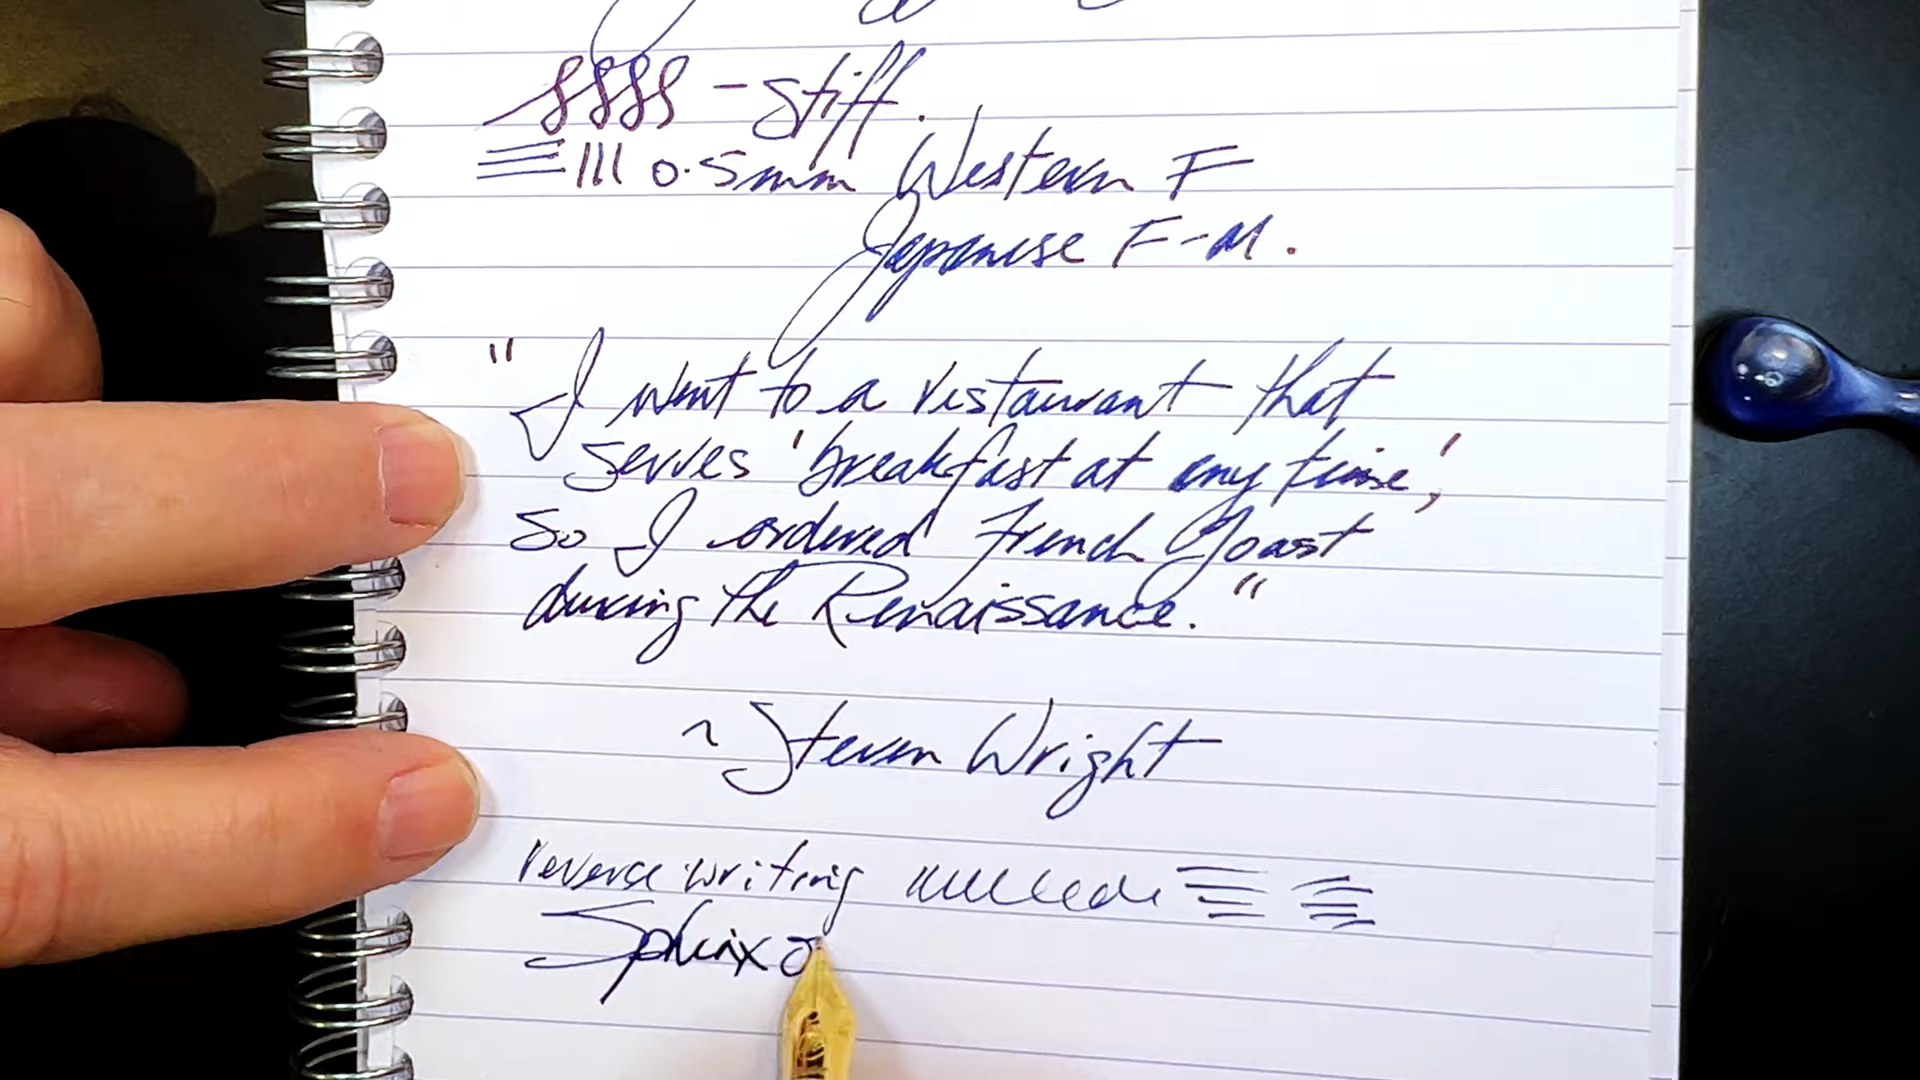 - Stiff.
0.5mm Western F
Japanese F-M.
"I went to a restaurant that
serves 'breakfast at any time,'
so I ordered French Toast
during the Renaissance."
~ Steven Wright
reverse writing
Sphinx o